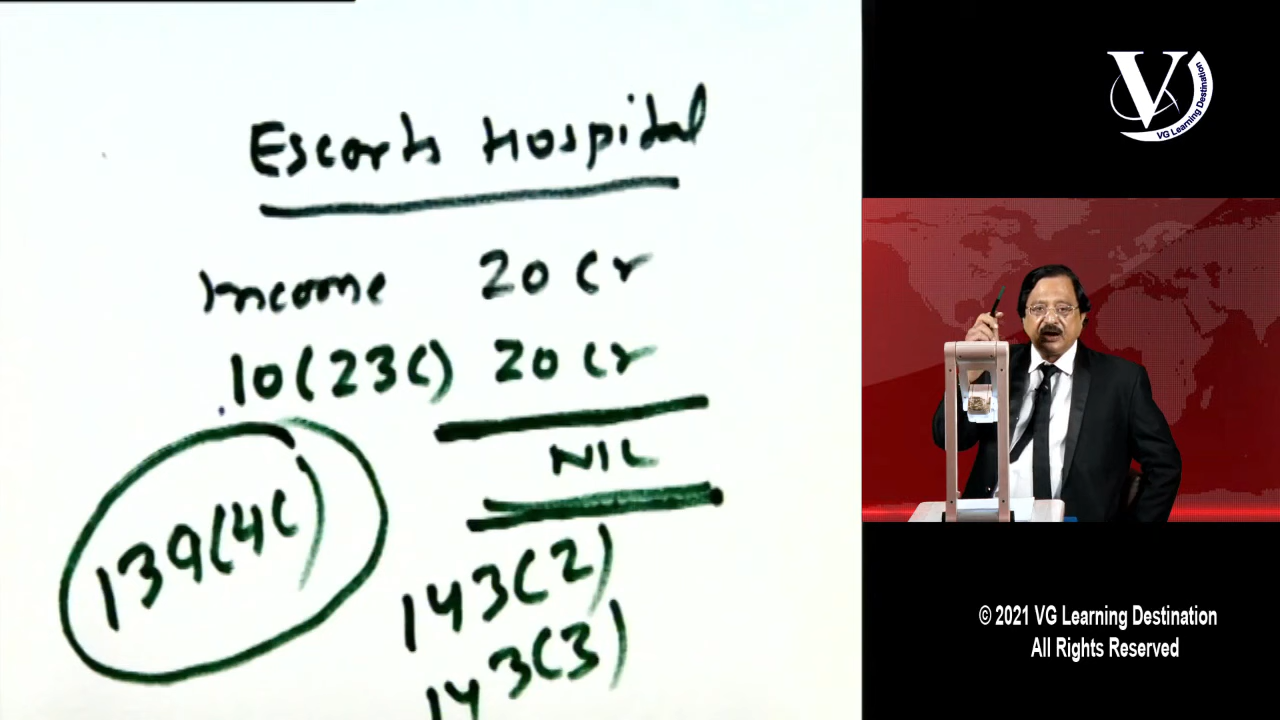 Escorts Hospital
Income 20 Cr
10(23C) 20 Cr
NIL
139(4C)
143(2)
143(3)
V
VG Learning Destination
© 2021 VG Learning Destination
All Rights Reserved